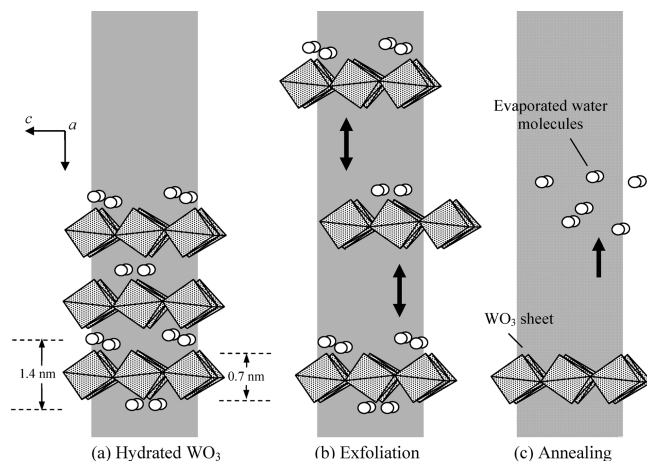 Evaporated water
molecules
c
a
WO₃ sheet
1.4 nm
0.7 nm
(a) Hydrated WO₃
(b) Exfoliation
(c) Annealing